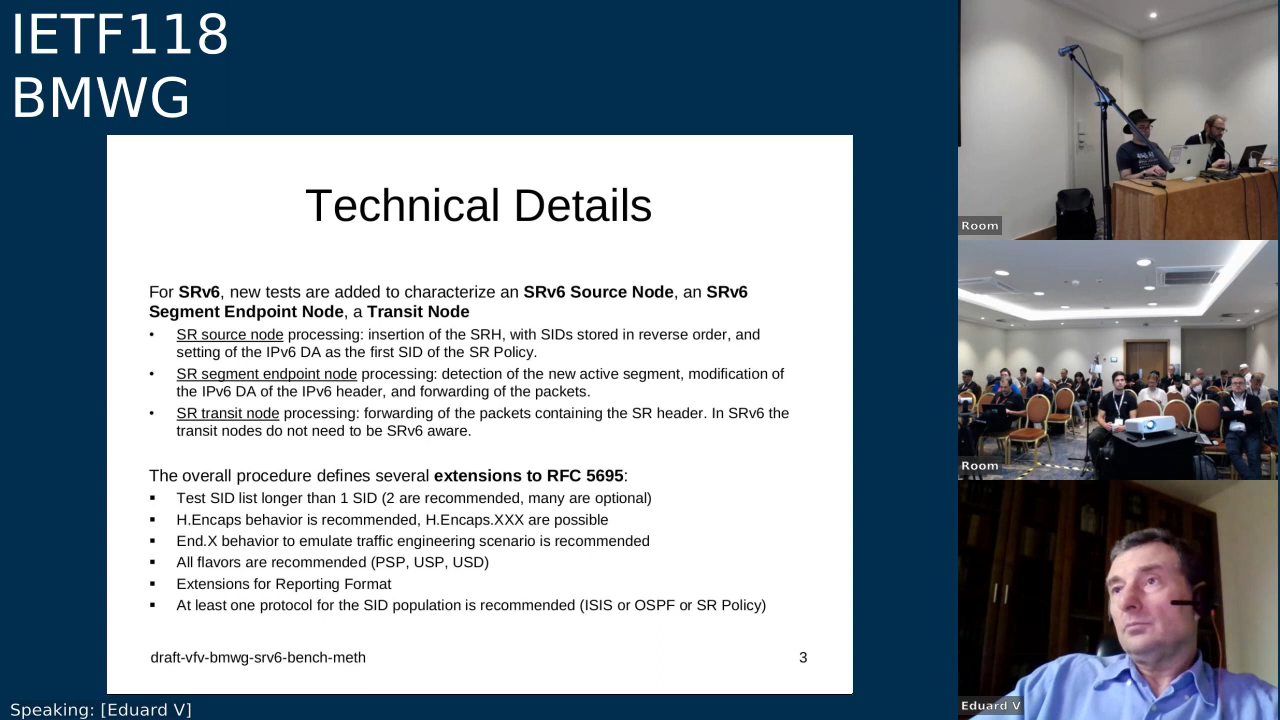 IETF118
BMWG
Technical Details
For SRv6, new tests are added to characterize an SRv6 Source Node, an SRv6
Segment Endpoint Node, a Transit Node
• SR source node processing: insertion of the SRH, with SIDs stored in reverse order, and
setting of the IPv6 DA as the first SID of the SR Policy.
• SR segment endpoint node processing: detection of the new active segment, modification of
the IPv6 DA of the IPv6 header, and forwarding of the packets.
• SR transit node processing: forwarding of the packets containing the SR header. In SRv6 the
transit nodes do not need to be SRv6 aware.
The overall procedure defines several extensions to RFC 5695:
▪ Test SID list longer than 1 SID (2 are recommended, many are optional)
▪ H.Encaps behavior is recommended, H.Encaps.XXX are possible
▪ End.X behavior to emulate traffic engineering scenario is recommended
▪ All flavors are recommended (PSP, USP, USD)
▪ Extensions for Reporting Format
▪ At least one protocol for the SID population is recommended (ISIS or OSPF or SR Policy)
draft-vfv-bmwg-srv6-bench-meth
3
Room
Room
Eduard V
Speaking: [Eduard V]